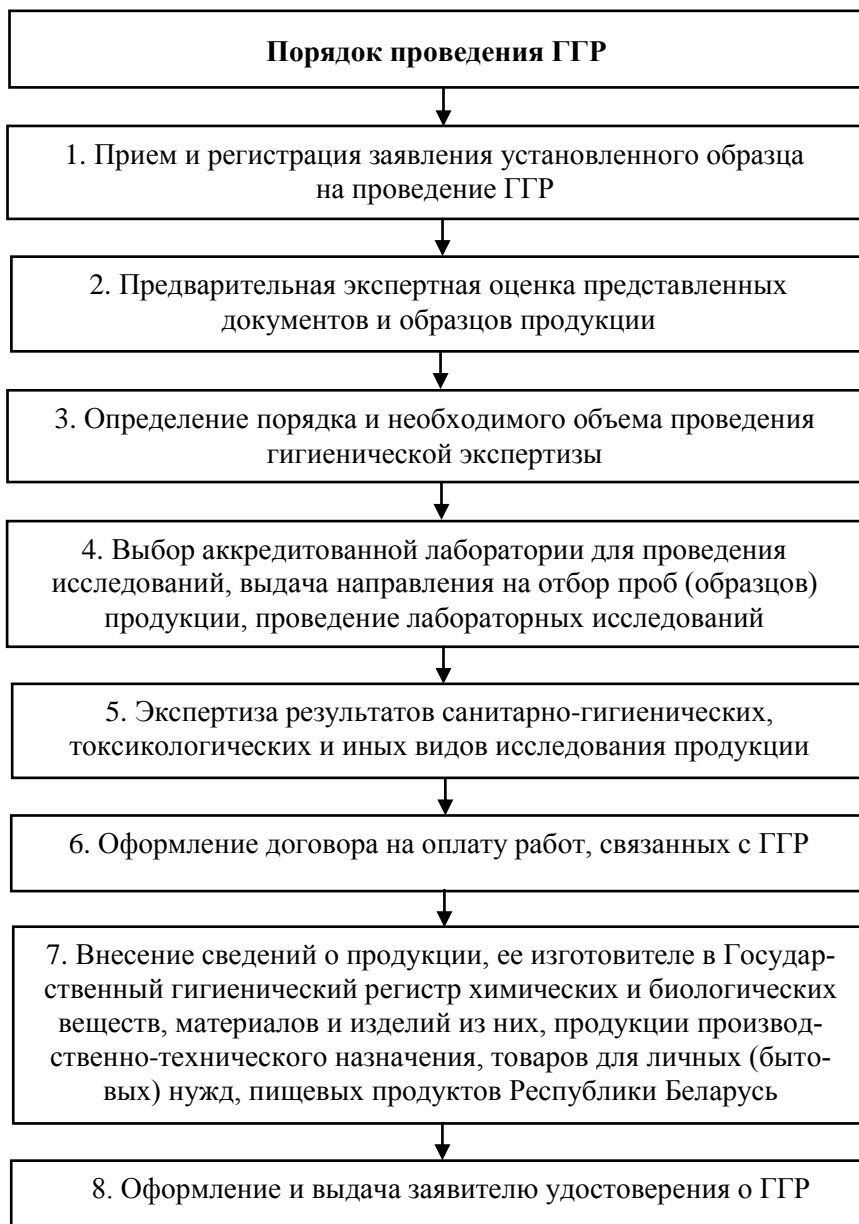 Порядок проведения ГГР
1. Прием и регистрация заявления установленного образца
на проведение ГГР
2. Предварительная экспертная оценка представленных
документов и образцов продукции
3. Определение порядка и необходимого объема проведения
гигиенической экспертизы
4. Выбор аккредитованной лаборатории для проведения
исследований, выдача направления на отбор проб (образцов)
продукции, проведение лабораторных исследований
5. Экспертиза результатов санитарно-гигиенических,
токсикологических и иных видов исследования продукции
6. Оформление договора на оплату работ, связанных с ГГР
7. Внесение сведений о продукции, ее изготовителе в Государ-
ственный гигиенический регистр химических и биологических
веществ, материалов и изделий из них, продукции производ-
ственно-технического назначения, товаров для личных (быто-
вых) нужд, пищевых продуктов Республики Беларусь
8. Оформление и выдача заявителю удостоверения о ГГР